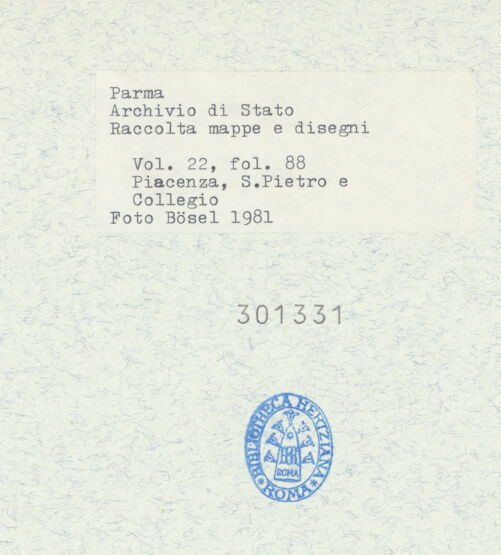 Parma
Archivio di Stato
Raccolta mappe e disegni
Vol. 22, fol. 88
Piacenza, S.Pietro e
Collegio
Foto Bösel 1981
301331
BIBLIOTHECA HERTZIANA
ROMA
ROMA